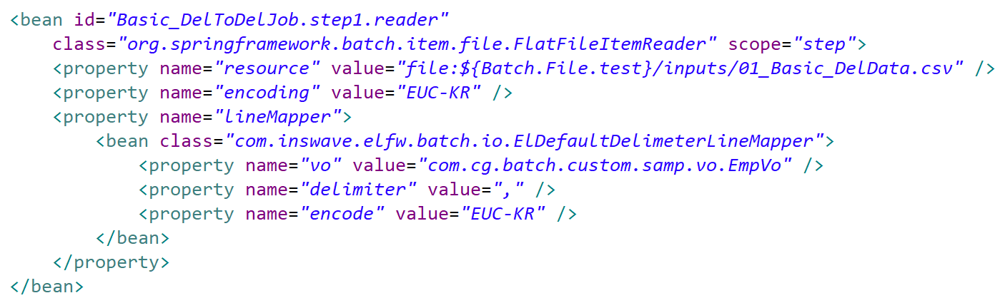 <bean id="Basic_DelToDelJob.step1.reader"
    class="org.springframework.batch.item.file.FlatFileItemReader" scope="step">
    <property name="resource" value="file:${Batch.File.test}/inputs/01_Basic_DelData.csv" />
    <property name="encoding" value="EUC-KR" />
    <property name="lineMapper">
        <bean class="com.inswave.elfw.batch.io.ElDefaultDelimeterLineMapper">
            <property name="vo" value="com.cg.batch.custom.samp.vo.EmpVo" />
            <property name="delimiter" value="," />
            <property name="encode" value="EUC-KR" />
        </bean>
    </property>
</bean>